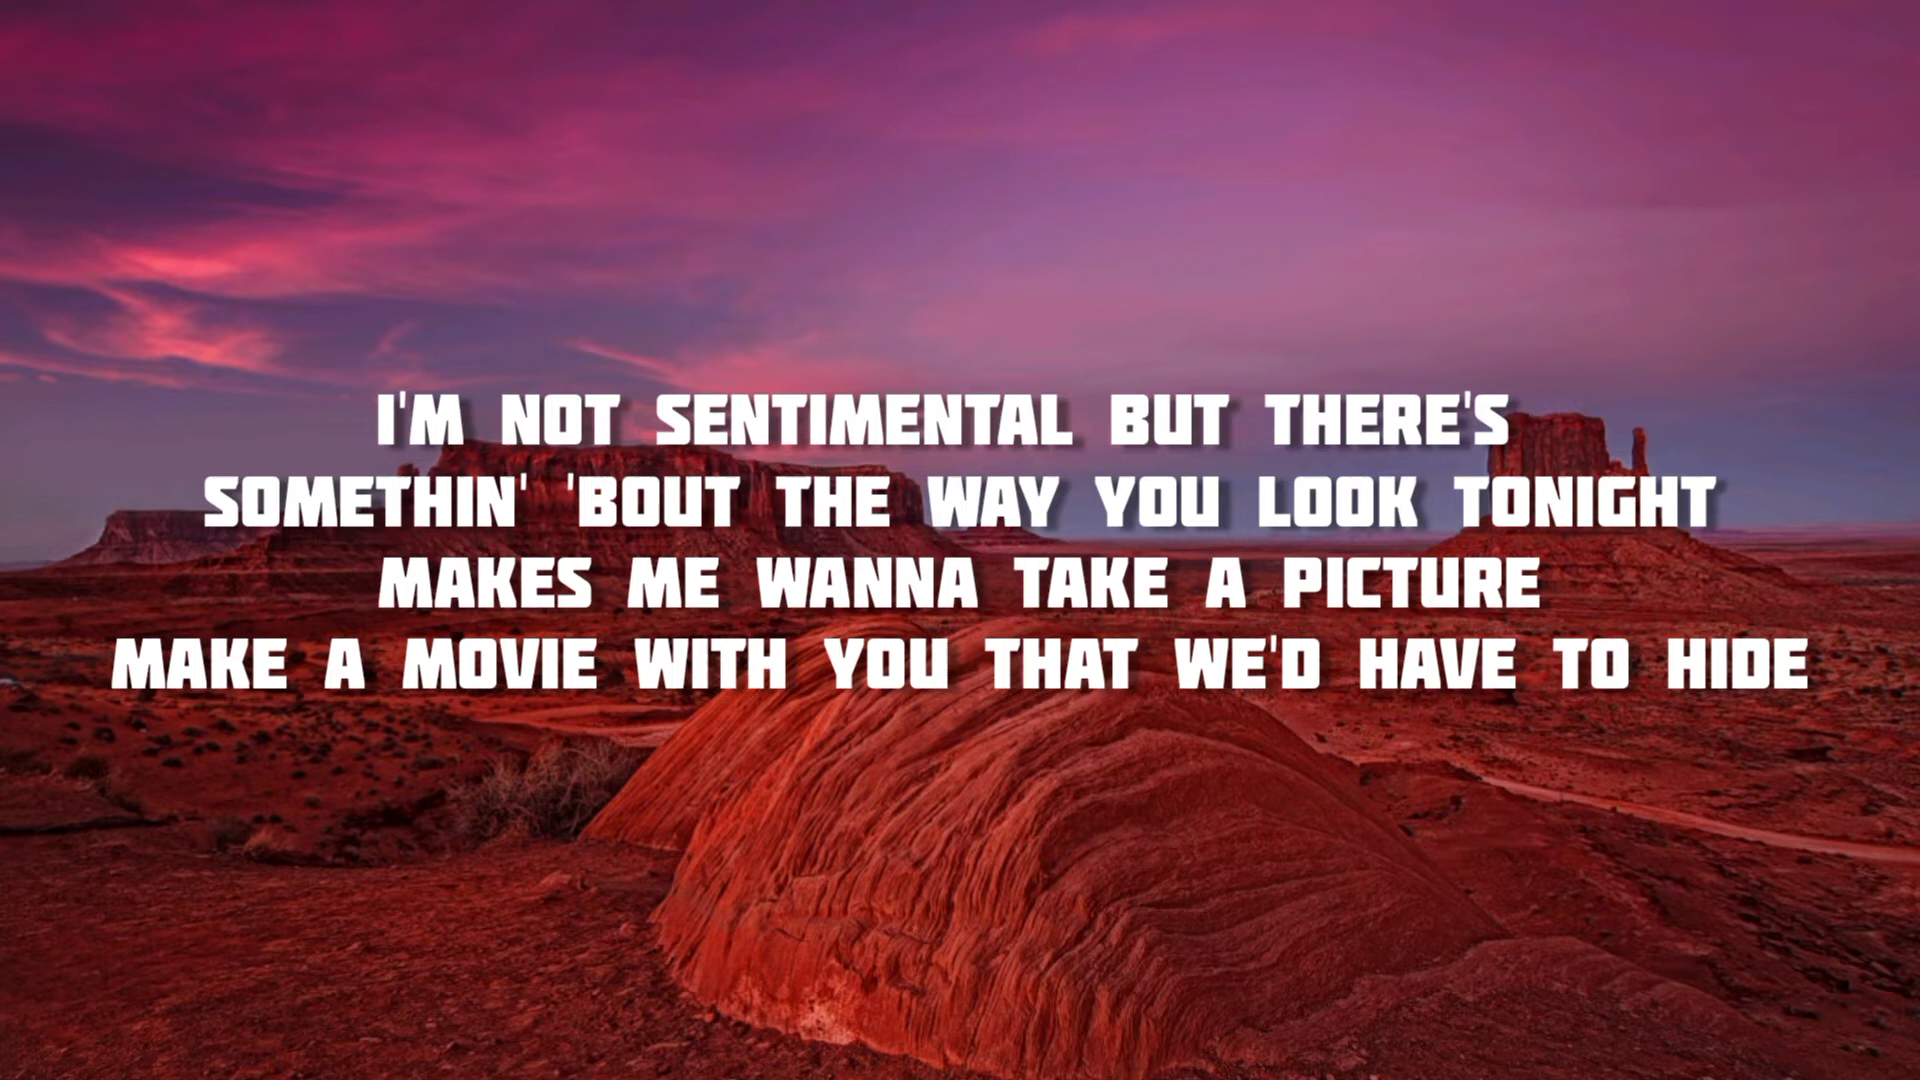 I'M NOT SENTIMENTAL BUT THERE'S
SOMETHIN' 'BOUT THE WAY YOU LOOK TONIGHT
MAKES ME WANNA TAKE A PICTURE
MAKE A MOVIE WITH YOU THAT WE'D HAVE TO HIDE